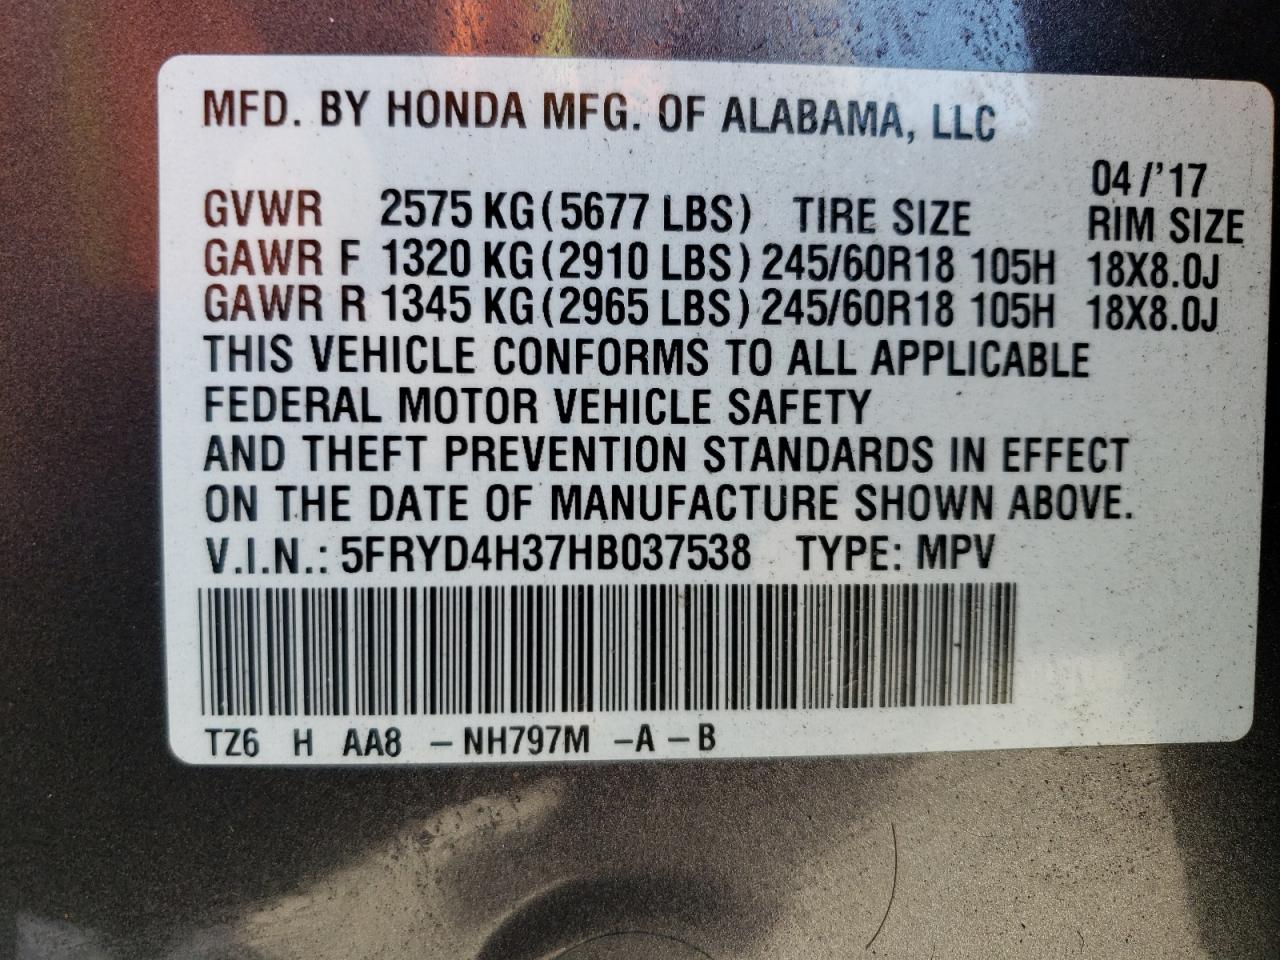 MFD. BY HONDA MFG. OF ALABAMA, LLC
04/'17
GVWR 2575 KG(5677 LBS) TIRE SIZE RIM SIZE
GAWR F 1320 KG(2910 LBS) 245/60R18 105H 18X8.0J
GAWR R 1345 KG(2965 LBS) 245/60R18 105H 18X8.0J
THIS VEHICLE CONFORMS TO ALL APPLICABLE
FEDERAL MOTOR VEHICLE SAFETY
AND THEFT PREVENTION STANDARDS IN EFFECT
ON THE DATE OF MANUFACTURE SHOWN ABOVE.
V.I.N.: 5FRYD4H37HB037538 TYPE: MPV
TZ6 H AA8 –NH797M –A –B